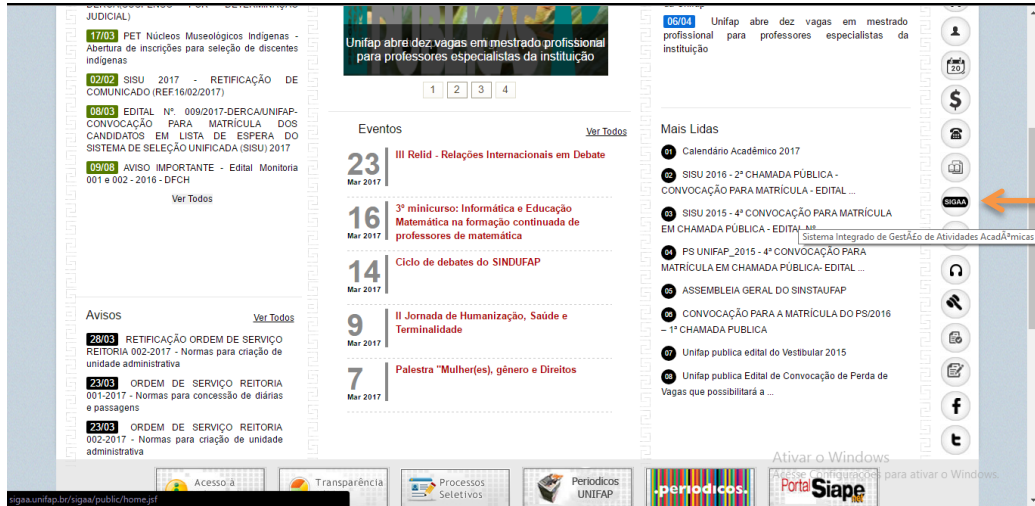 JUDICIAL)
17/03 PET Núcleos Museológicos Indígenas -
Abertura de inscrições para seleção de discentes
indígenas
02/02 SISU 2017 - RETIFICAÇÃO DE
COMUNICADO (REF.16/02/2017)
08/03 EDITAL Nº. 009/2017-DERCA/UNIFAP-
CONVOCAÇÃO PARA MATRÍCULA DOS
CANDIDATOS EM LISTA DE ESPERA DO
SISTEMA DE SELEÇÃO UNIFICADA (SISU) 2017
09/08 AVISO IMPORTANTE - Edital Monitoria
001 e 002 - 2016 - DFCH
Ver Todos
Avisos Ver Todos
28/03 RETIFICAÇÃO ORDEM DE SERVIÇO
REITORIA 002-2017 - Normas para criação de
unidade administrativa
23/03 ORDEM DE SERVIÇO REITORIA
001-2017 - Normas para concessão de diárias
e passagens
23/03 ORDEM DE SERVIÇO REITORIA
002-2017 - Normas para criação de unidade
administrativa
Unifap abre dez vagas em mestrado profissional
para professores especialistas da instituição
1 2 3 4
Eventos Ver Todos
23 Mar 2017
III Relid - Relações Internacionais em Debate
16 Mar 2017
3º minicurso: Informática e Educação
Matemática na formação continuada de
professores de matemática
14 Mar 2017
Ciclo de debates do SINDUFAP
9 Mar 2017
II Jornada de Humanização, Saúde e
Terminalidade
7 Mar 2017
Palestra "Mulher(es), gênero e Direitos
06/04 Unifap abre dez vagas em mestrado
profissional para professores especialistas da
instituição
Mais Lidas
01 Calendário Acadêmico 2017
02 SISU 2016 - 2ª CHAMADA PÚBLICA -
CONVOCAÇÃO PARA MATRÍCULA - EDITAL ...
03 SISU 2015 - 4ª CONVOCAÇÃO PARA MATRÍCULA
EM CHAMADA PÚBLICA - EDITAL Nº
Sistema Integrado de GestÃ£o de Atividades AcadÃªmicas
04 PS UNIFAP_2015 - 4ª CONVOCAÇÃO PARA
MATRÍCULA EM CHAMADA PÚBLICA- EDITAL ...
05 ASSEMBLEIA GERAL DO SINSTAUFAP
06 CONVOCAÇÃO PARA A MATRÍCULA DO PS/2016
– 1ª CHAMADA PUBLICA
07 Unifap publica edital do Vestibular 2015
08 Unifap publica Edital de Convocação de Perda de
Vagas que possibilitará a ...
20
$
SIGAA
Ativar o Windows
Acesse Configurações para ativar o Windows.
Acesso à
Transparência
Processos
Seletivos
Periodicos
UNIFAP
.periodicos.
Portal Siape
net
sigaa.unifap.br/sigaa/public/home.jsf